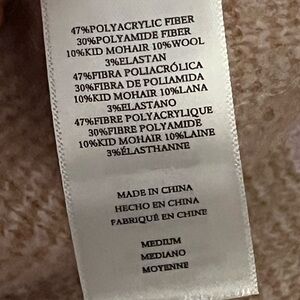 47%POLYACRYLIC FIBER
30%POLYAMIDE FIBER
10%KID MOHAIR 10%WOOL
3%ELASTAN
47%FIBRA POLIACRÓLICA
30%FIBRA DE POLIAMIDA
10%KID MOHAIR 10%LANA
3%ELASTANO
47%FIBRE POLYACRYLIQUE
30%FIBRE POLYAMIDE
10%KID MOHAIR 10%LAINE
3%ÉLASTHANNE
MADE IN CHINA
HECHO EN CHINA
FABRIQUÉ EN CHINE
MEDIUM
MEDIANO
MOYENNE